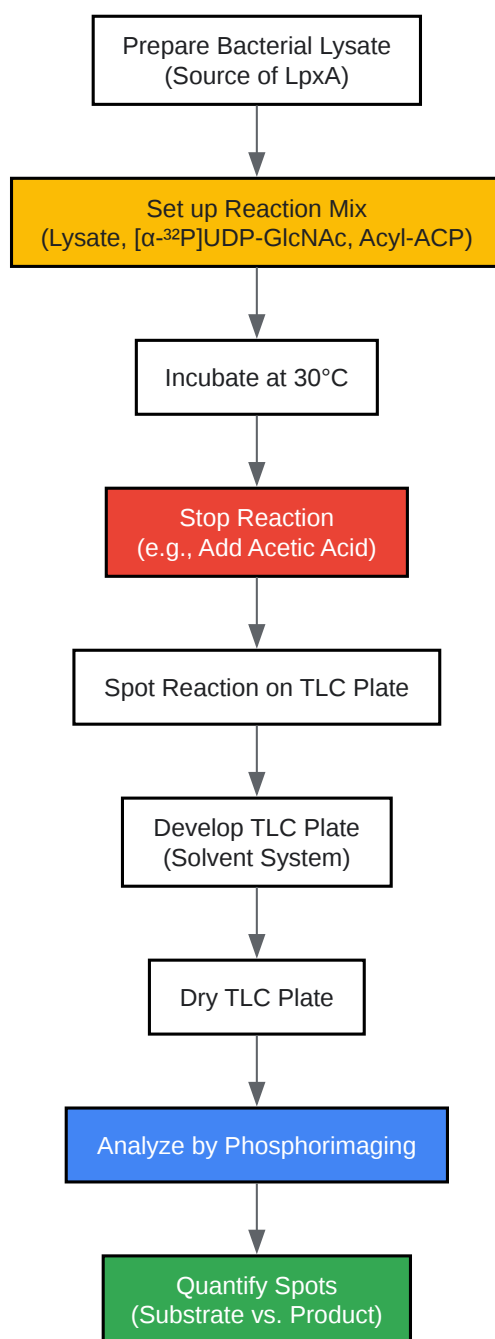 Prepare Bacterial Lysate
(Source of LpxA)
Set up Reaction Mix
(Lysate, [α-³²P]UDP-GlcNAc, Acyl-ACP)
Incubate at 30°C
Stop Reaction
(e.g., Add Acetic Acid)
Spot Reaction on TLC Plate
Develop TLC Plate
(Solvent System)
Dry TLC Plate
Analyze by Phosphorimaging
Quantify Spots
(Substrate vs. Product)